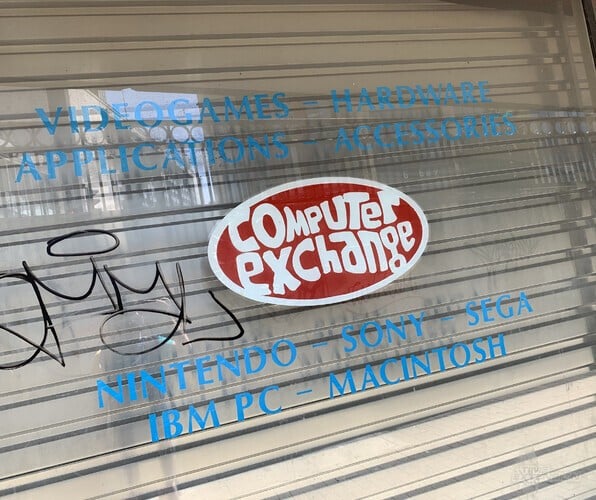 VIDEOGAMES – HARDWARE
APPLICATIONS – ACCESSORIES
COMPUTER
EXCHANGE
NINTENDO – SONY – SEGA
IBM PC – MACINTOSH